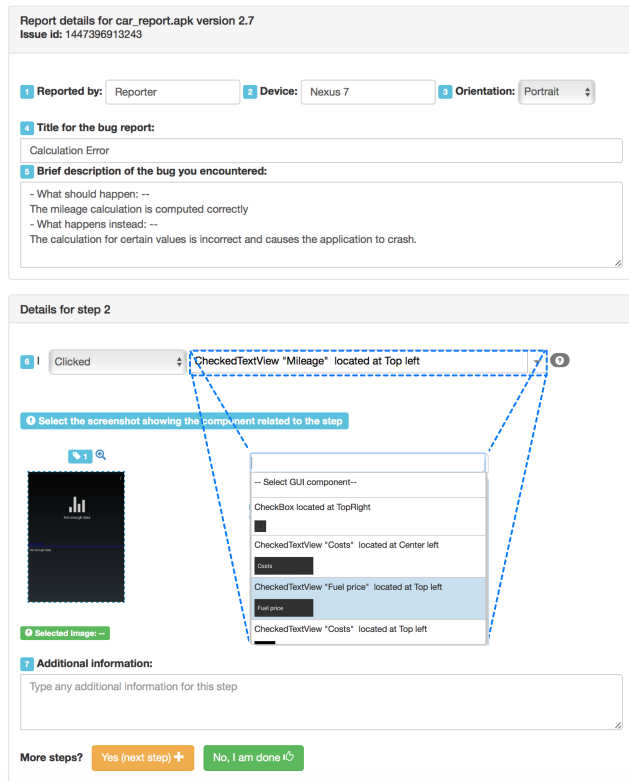 Report details for car_report.apk version 2.7
Issue id: 1447396913243
1 Reported by: Reporter 2 Device: Nexus 7 3 Orientation: Portrait
4 Title for the bug report:
Calculation Error
5 Brief description of the bug you encountered:
- What should happen: --
The mileage calculation is computed correctly
- What happens instead: --
The calculation for certain values is incorrect and causes the application to crash.
Details for step 2
6 I Clicked CheckedTextView "Mileage" located at Top left
Select the screenshot showing the component related to the step
1
Not enough data
Not enough data
-- Select GUI component--
CheckBox located at TopRight
CheckedTextView "Costs" located at Center left
Costs
CheckedTextView "Fuel price" located at Top left
Fuel price
CheckedTextView "Costs" located at Top left
Selected Image: --
7 Additional information:
Type any additional information for this step
More steps? Yes (next step) No, I am done